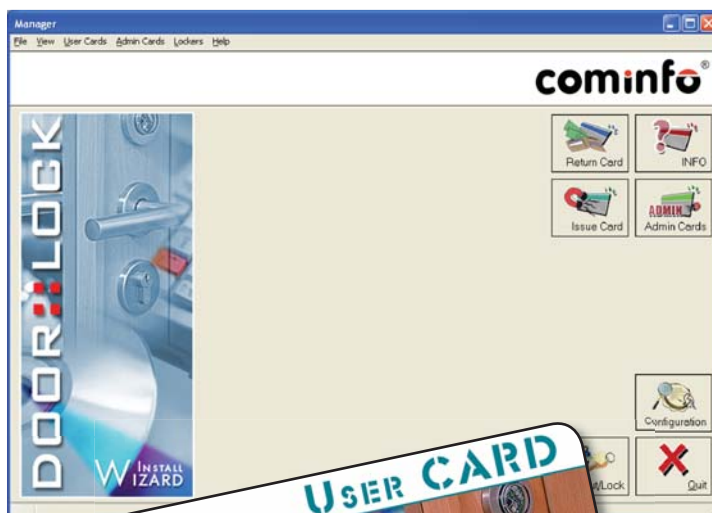 Manager
File View User Cards Admin Cards Lockers Help
cominfo®
Return Card
INFO
Issue Card
ADMIN
Admin Cards
DOOR LOCK
INSTALL
WIZARD
Configuration
Quit
USER CARD